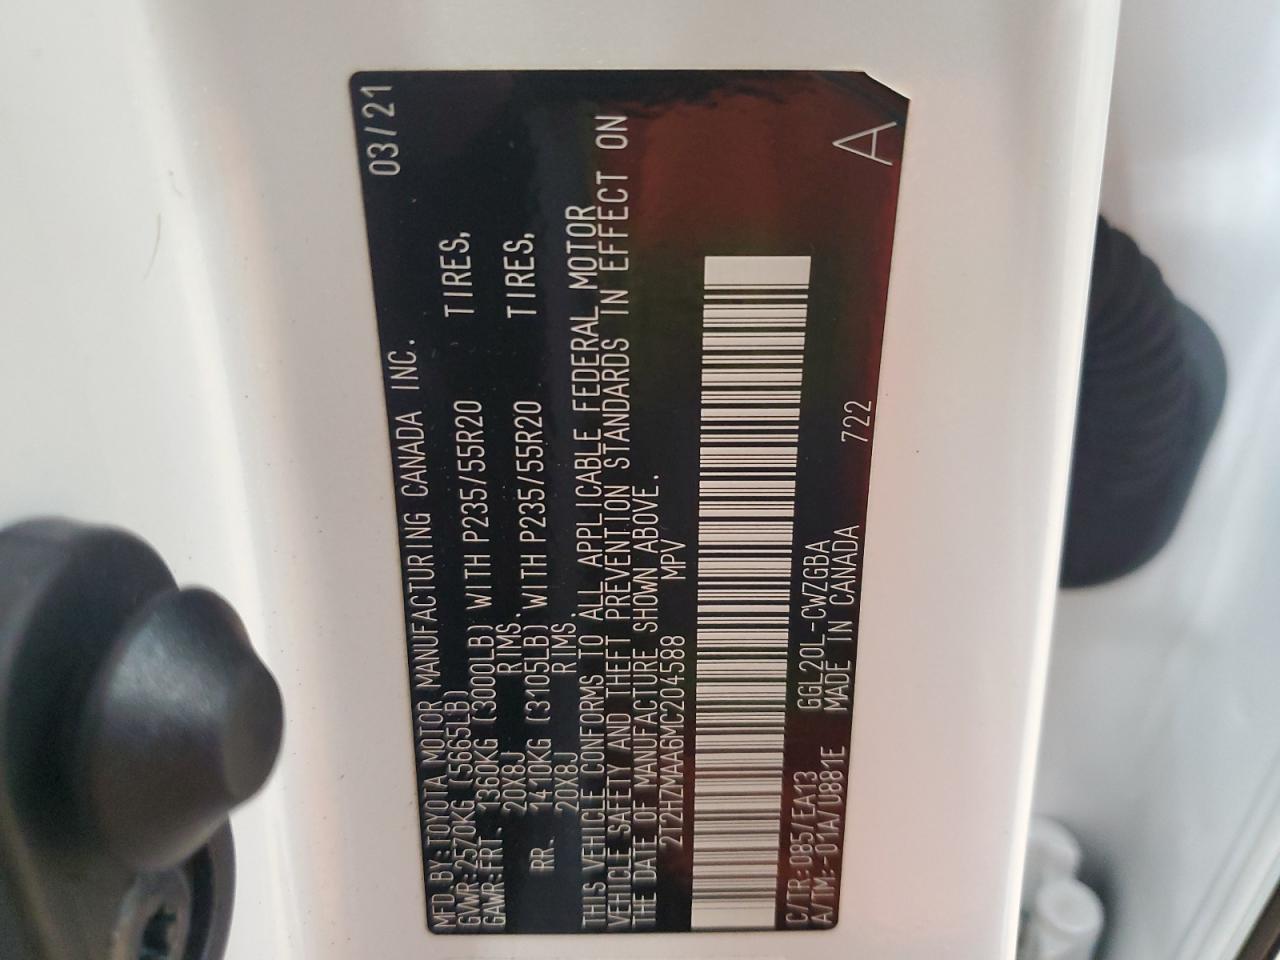 MFD.BY:TOYOTA MOTOR MANUFACTURING CANADA INC. 03/21
GVWR:2570KG (5665LB)
GAWR:FRT. 1360KG (3000LB) WITH P235/55R20 TIRES,
20X8J RIMS.
RR. 1410KG (3105LB) WITH P235/55R20 TIRES,
20X8J RIMS.
THIS VEHICLE CONFORMS TO ALL APPLICABLE FEDERAL MOTOR
VEHICLE SAFETY AND THEFT PREVENTION STANDARDS IN EFFECT ON
THE DATE OF MANUFACTURE SHOWN ABOVE.
2T2HZMAA6MC204588 MPV
C/TR:085/EA13 GGL20L-CWZGBA
A/TM:-01A/U881E MADE IN CANADA 722
A